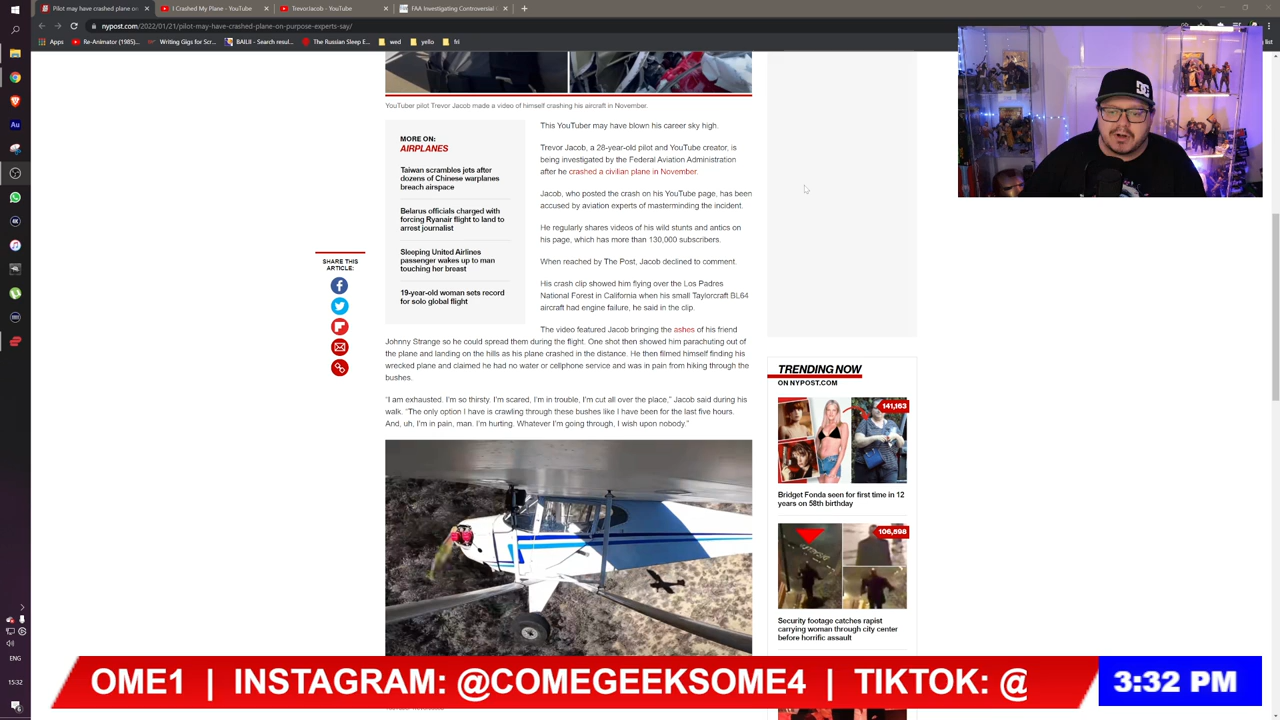 Pilot may have crashed plane on
I Crashed My Plane - YouTube
TrevorJacob - YouTube
FAA Investigating Controversial C
nypost.com/2022/01/21/pilot-may-have-crashed-plane-on-purpose-experts-say/
Apps
Re-Animator (1985)...
Writing Gigs for Scr...
BAILII - Search resul...
The Russian Sleep E...
wed
yello
fri
list
YouTuber pilot Trevor Jacob made a video of himself crashing his aircraft in November.
MORE ON:
AIRPLANES
Taiwan scrambles jets after
dozens of Chinese warplanes
breach airspace
Belarus officials charged with
forcing Ryanair flight to land to
arrest journalist
Sleeping United Airlines
passenger wakes up to man
touching her breast
19-year-old woman sets record
for solo global flight
SHARE THIS
ARTICLE:
This YouTuber may have blown his career sky high.
Trevor Jacob, a 28-year-old pilot and YouTube creator, is
being investigated by the Federal Aviation Administration
after he crashed a civilian plane in November.
Jacob, who posted the crash on his YouTube page, has been
accused by aviation experts of masterminding the incident.
He regularly shares videos of his wild stunts and antics on
his page, which has more than 130,000 subscribers.
When reached by The Post, Jacob declined to comment.
His crash clip showed him flying over the Los Padres
National Forest in California when his small Taylorcraft BL64
aircraft had engine failure, he said in the clip.
The video featured Jacob bringing the ashes of his friend
Johnny Strange so he could spread them during the flight. One shot then showed him parachuting out of
the plane and landing on the hills as his plane crashed in the distance. He then filmed himself finding his
wrecked plane and claimed he had no water or cellphone service and was in pain from hiking through the
bushes.
“I am exhausted. I’m so thirsty. I’m scared, I’m in trouble, I’m cut all over the place,” Jacob said during his
walk. “The only option I have is crawling through these bushes like I have been for the last five hours.
And, uh, I’m in pain, man. I’m hurting. Whatever I’m going through, I wish upon nobody.”
TRENDING NOW
ON NYPOST.COM
141,163
Bridget Fonda seen for first time in 12
years on 58th birthday
106,698
Security footage catches rapist
carrying woman through city center
before horrific assault
OME1 | INSTAGRAM: @COMEGEEKSOME4 | TIKTOK: @
3:32 PM